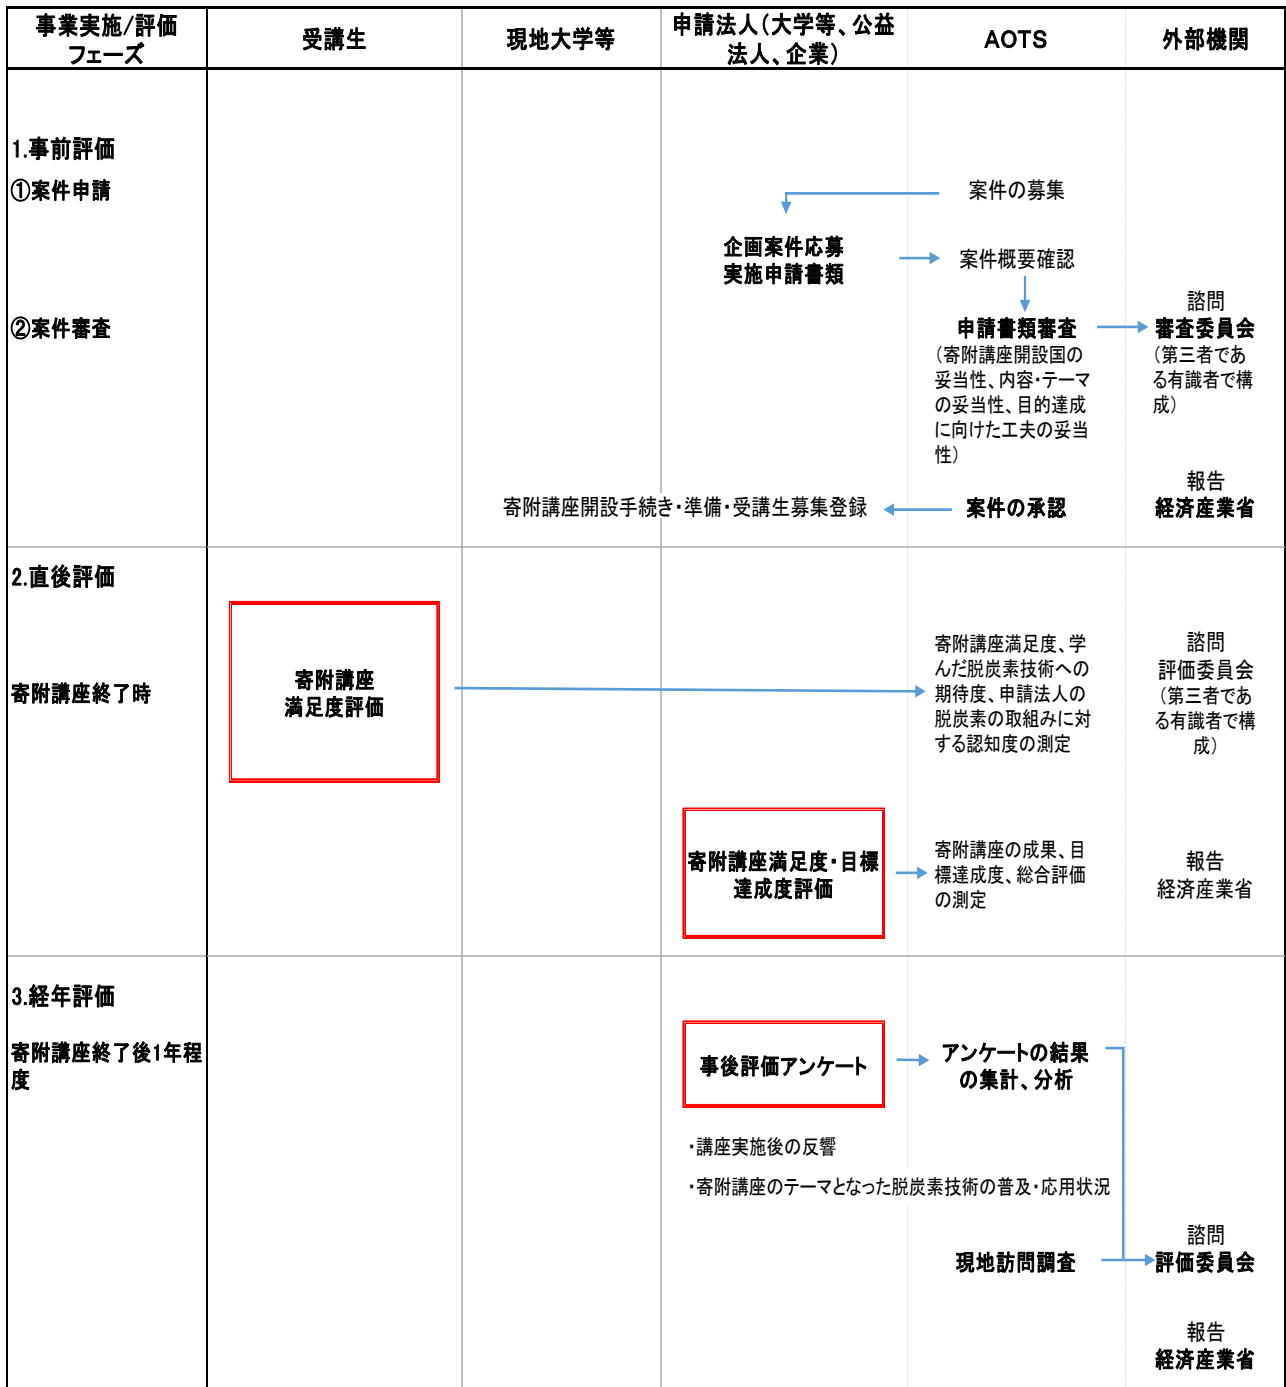 事業実施/評価
フェーズ
受講生
現地大学等
申請法人(大学等、公益
法人、企業)
AOTS
外部機関
1.事前評価
①案件申請
案件の募集
企画案件応募
実施申請書類
案件概要確認
②案件審査
申請書類審査
(寄附講座開設国の
妥当性、内容・テーマ
の妥当性、目的達成
に向けた工夫の妥当
性)
諮問
審査委員会
(第三者であ
る有識者で構
成)
寄附講座開設手続き・準備・受講生募集登録
案件の承認
報告
経済産業省
2.直後評価
寄附講座終了時
寄附講座
満足度評価
寄附講座満足度、学
んだ脱炭素技術への
期待度、申請法人の
脱炭素の取組みに対
する認知度の測定
諮問
評価委員会
(第三者であ
る有識者で構
成)
寄附講座満足度・目標
達成度評価
寄附講座の成果、目
標達成度、総合評価
の測定
報告
経済産業省
3.経年評価
寄附講座終了後1年程
度
事後評価アンケート
アンケートの結果
の集計、分析
・講座実施後の反響
・寄附講座のテーマとなった脱炭素技術の普及・応用状況
現地訪問調査
諮問
評価委員会
報告
経済産業省